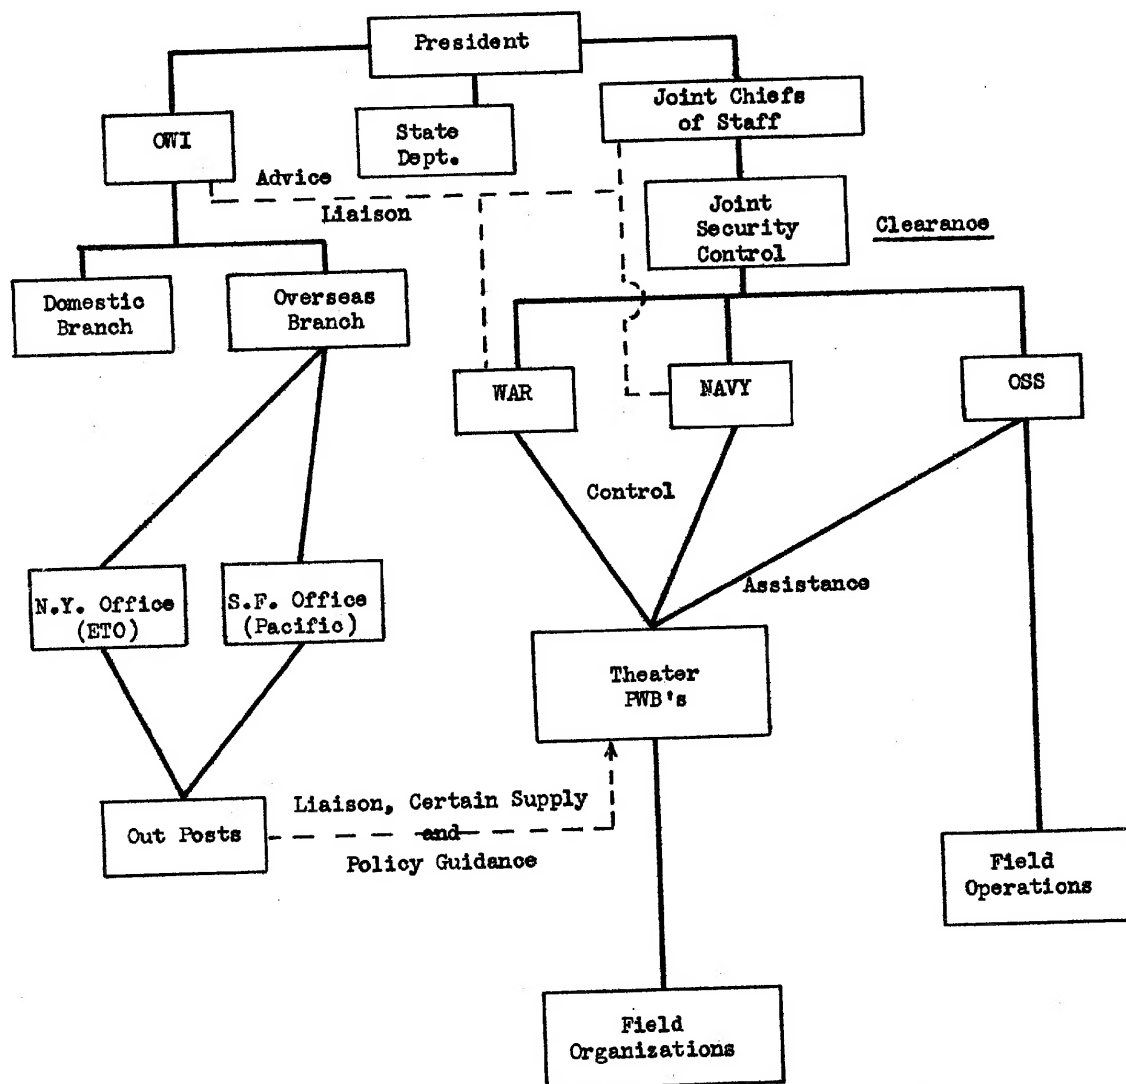 President
Joint Chiefs
of Staff
OWI
State
Dept.
Advice
Liaison
Joint
Security
Control
Clearance
Domestic
Branch
Overseas
Branch
WAR
NAVY
OSS
Control
Assistance
N.Y. Office
(ETO)
S.F. Office
(Pacific)
Theater
PWB's
Out Posts
Liaison, Certain Supply
and
Policy Guidance
Field
Operations
Field
Organizations